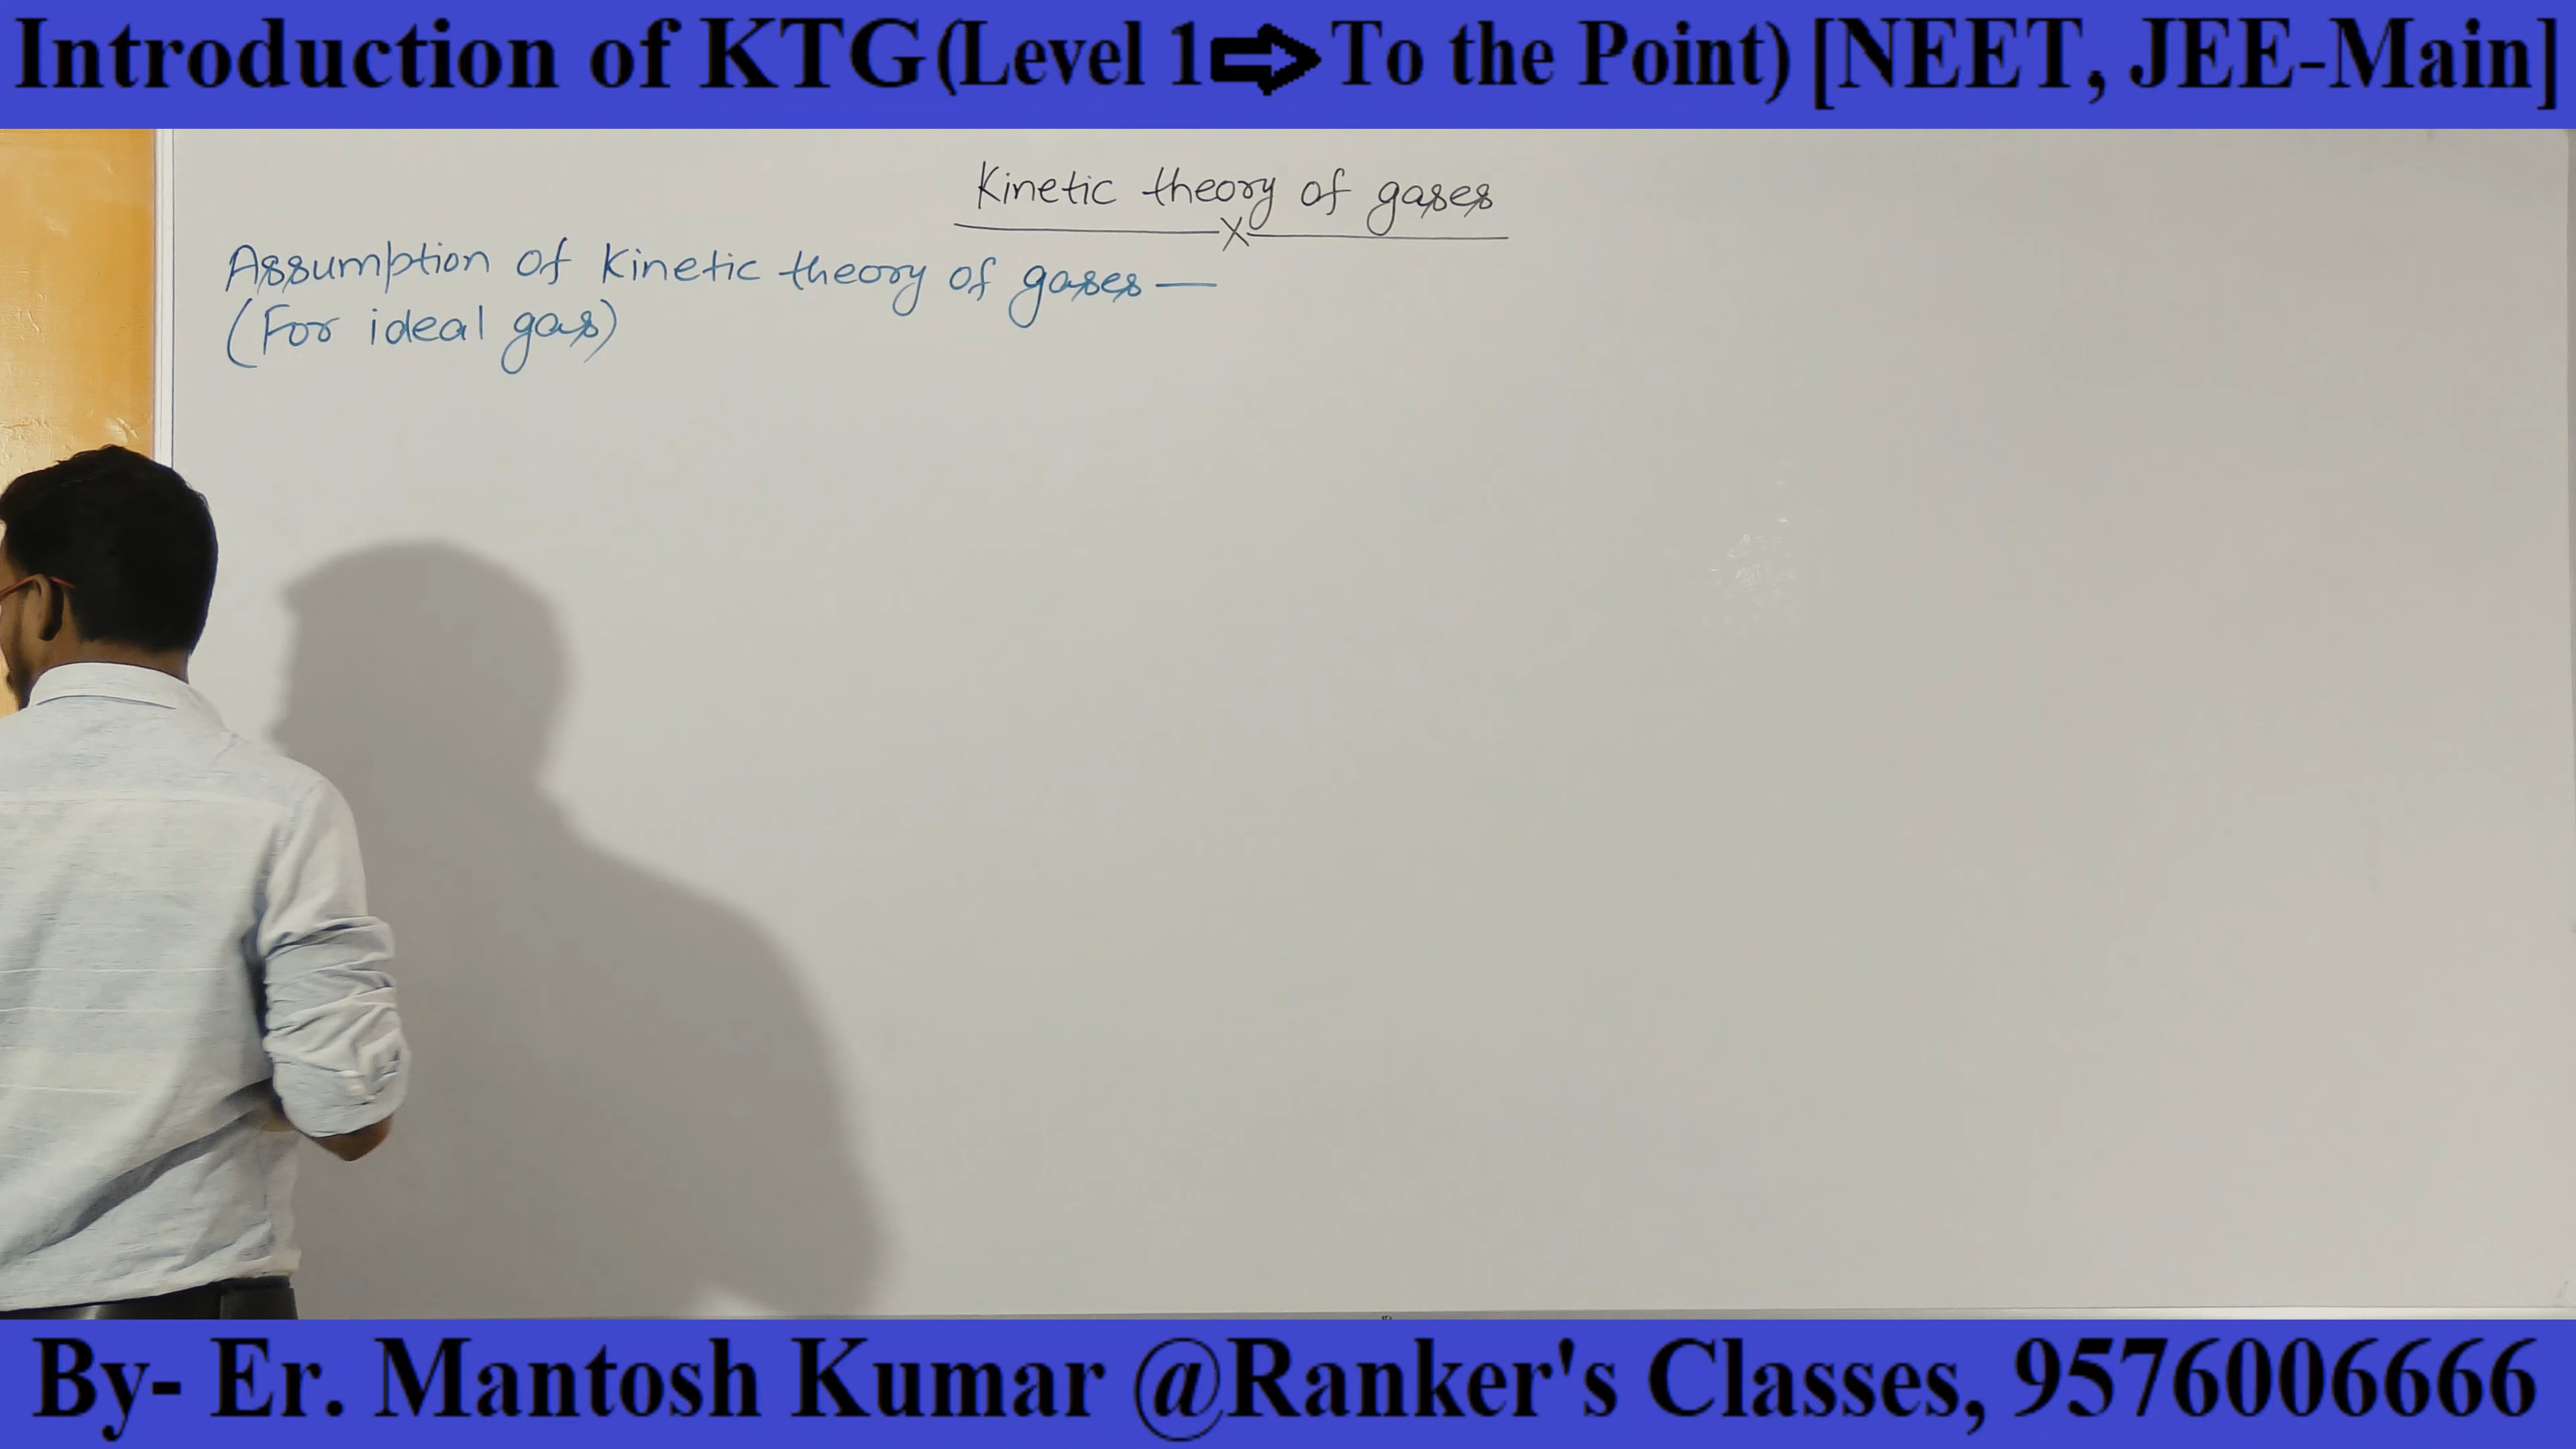 Introduction of KTG (Level 1⇨To the Point) [NEET, JEE-Main]
Kinetic theory of gases
x
Assumption of Kinetic theory of gases —
(For ideal gas)
By- Er. Mantosh Kumar @Ranker's Classes, 9576006666